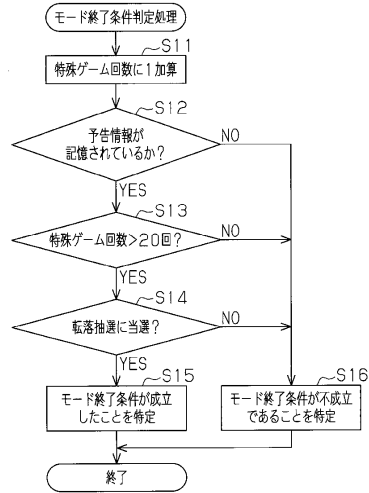 モード終了条件判定処理
S11
特殊ゲーム回数に1加算
S12
予告情報が
記憶されているか?
NO
YES
S13
特殊ゲーム回数>20回?
NO
YES
S14
転落抽選に当選?
NO
YES
S15
モード終了条件が成立
したことを特定
S16
モード終了条件が不成立
であることを特定
終了